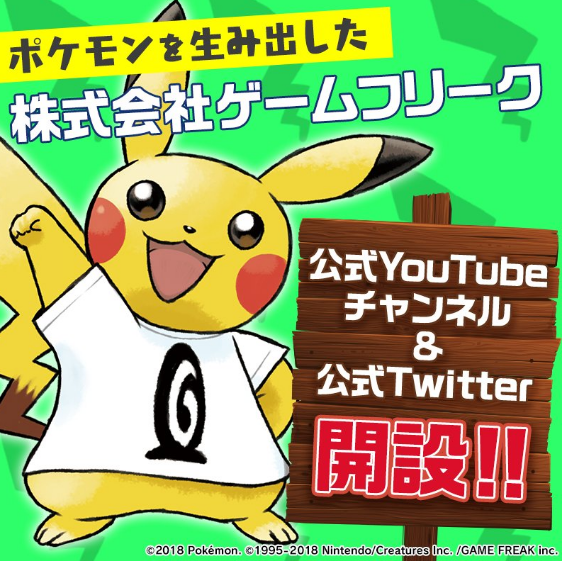 ポケモンを生み出した
株式会社ゲームフリーク
公式YouTube
チャンネル
&
公式Twitter
開設!!
©2018 Pokémon. ©1995-2018 Nintendo/Creatures Inc. /GAME FREAK inc.